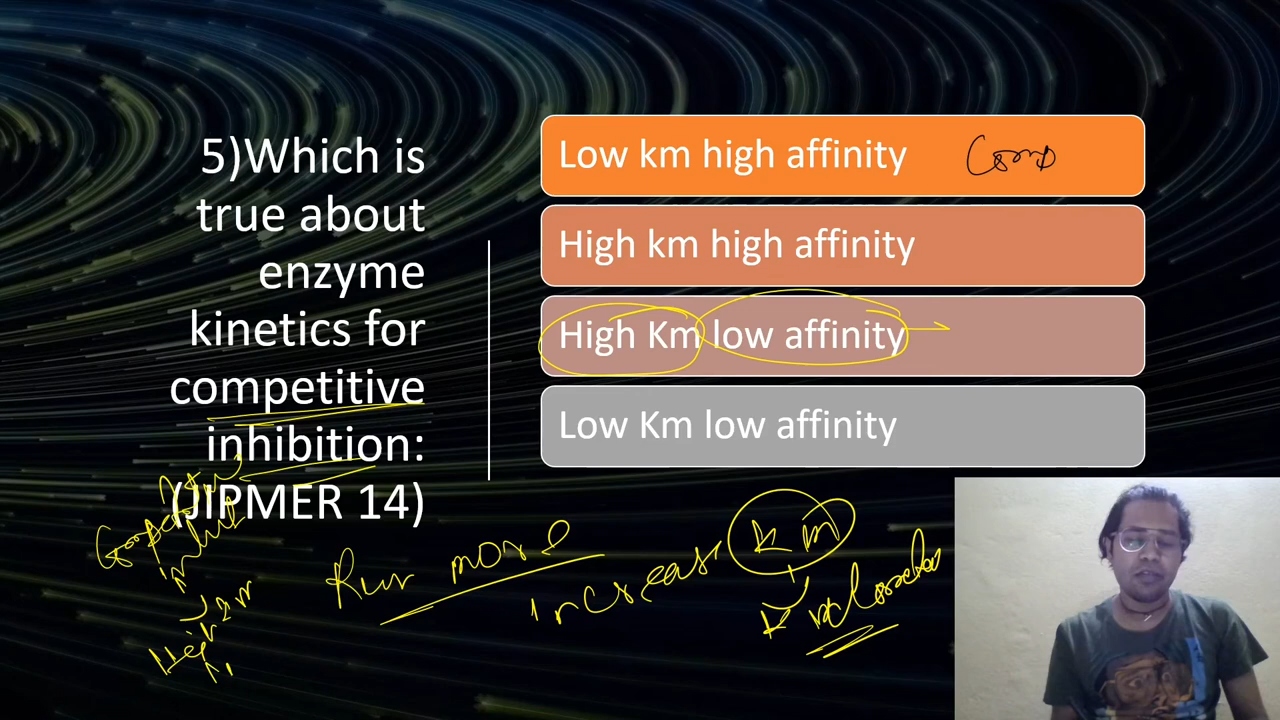 5)Which is
true about
enzyme
kinetics for
competitive
inhibition:
(JIPMER 14)
Low km high affinity
High km high affinity
High Km low affinity
Low Km low affinity
Run more
increase km